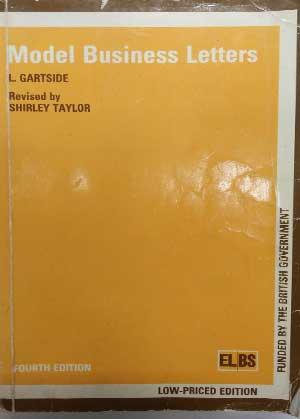 Model Business Letters
L. GARTSIDE
Revised by
SHIRLEY TAYLOR
FUNDED BY THE BRITISH GOVERNMENT
FOURTH EDITION
ELBS
LOW-PRICED EDITION